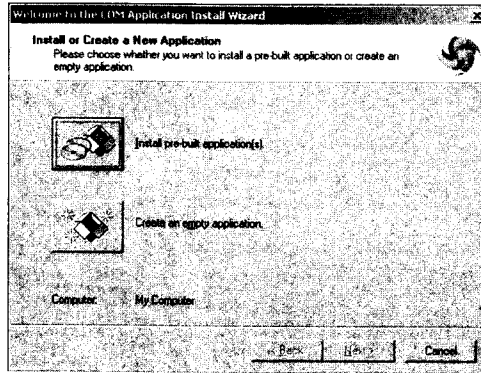 Welcome to the COM Application Install Wizard
Install or Create a New Application
Please choose whether you want to install a pre-built application or create an
empty application.
Install pre-built application(s).
Create an empty application.
Computer: My Computer
< Back Next > Cancel